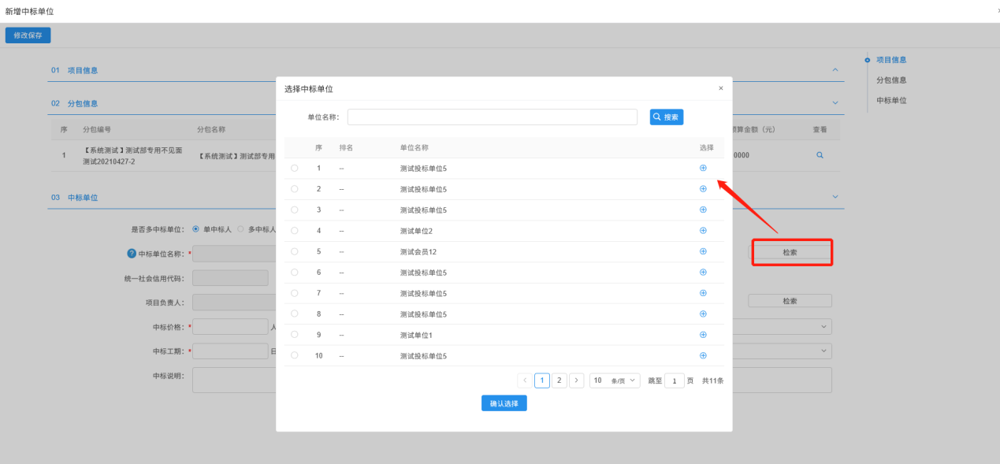 新增中标单位
修改保存
01 项目信息
02 分包信息
序 分包编号 分包名称 算金额（元） 查看
1 【系统测试】测试部专用不见面测试20210427-2 【系统测试】测试部专用 0000
03 中标单位
是否多中标单位： 单中标人 多中标人
? 中标单位名称：* 检索
统一社会信用代码：
项目负责人： 检索
中标价格：*
中标工期：* 日
中标说明：
项目信息
分包信息
中标单位
选择中标单位 ×
单位名称： 搜索
序 排名 单位名称 选择
1 -- 测试投标单位5
2 -- 测试投标单位5
3 -- 测试投标单位5
4 -- 测试单位2
5 -- 测试会员12
6 -- 测试投标单位5
7 -- 测试投标单位5
8 -- 测试投标单位5
9 -- 测试单位1
10 -- 测试投标单位5
< 1 2 > 10 条/页 跳至 1 页 共11条
确认选择